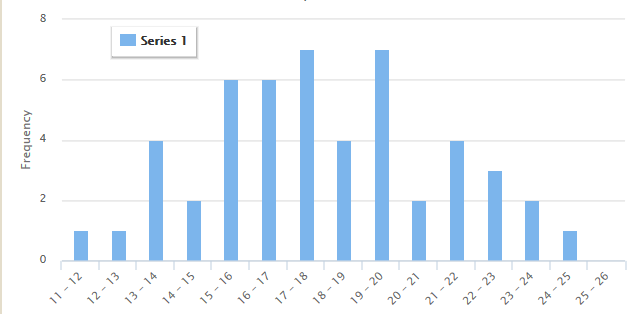 8
Series 1
6
4
2
0
Frequency
11 - 12
12 - 13
13 - 14
14 - 15
15 - 16
16 - 17
17 - 18
18 - 19
19 - 20
20 - 21
21 - 22
22 - 23
23 - 24
24 - 25
25 - 26